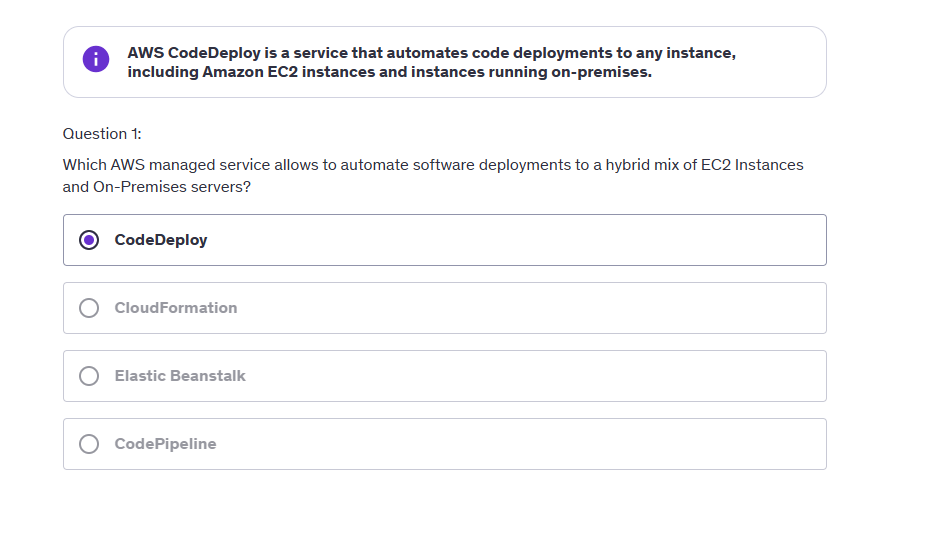 AWS CodeDeploy is a service that automates code deployments to any instance,
including Amazon EC2 instances and instances running on-premises.
Question 1:
Which AWS managed service allows to automate software deployments to a hybrid mix of EC2 Instances
and On-Premises servers?
CodeDeploy
CloudFormation
Elastic Beanstalk
CodePipeline